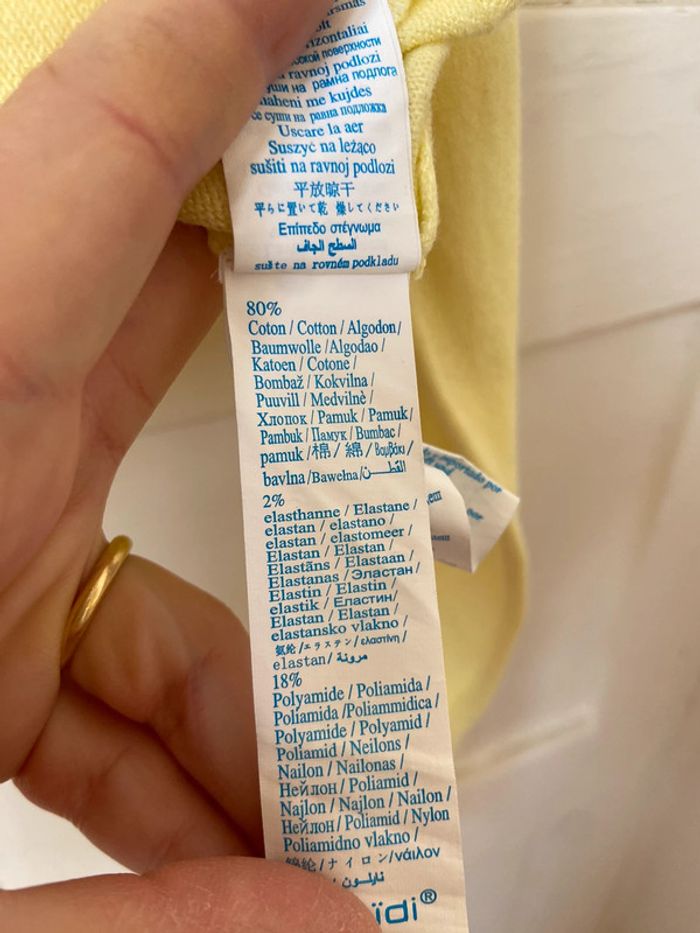 rizontaliai
ravnoj podlozi
на рамна подлога
naheni me kujdes
се суши на равна подложка
Uscare la aer
Suszyć na leżąco
sušiti na ravnoj podlozi
平放晾干
平らに置いて乾 燥してください
Επίπεδο στέγνωμα
السطح الجاف
sušte na rovném podkladu
80%
Coton / Cotton / Algodon/
Baumwolle /Algodao /
Katoen / Cotone /
Bombaž / Kokvilna /
Puuvill / Medvilnė /
Хлопок / Pamuk / Pamuk/
Pambuk / Памук / Bumbac /
pamuk /棉/ 綿/ Βαμβάκι /
bavlna /Bawełna/القطن
2%
elasthanne / Elastane /
elastan / elastano /
elastan / elastomeer /
Elastan / Elastan /
Elastāns / Elastaan /
Elastanas / Эластан /
Elastin / Elastin /
elastik / Еластин/
Elastan / Elastan /
elastansko vlakno /
氨纶 /エラステン/ ελαστίνη /
elastan/ مرونة
18%
Polyamide / Poliamida /
Poliamida /Poliammidica /
Polyamide / Polyamid /
Poliamid / Neilons /
Nailon / Nailonas /
Нейлон / Poliamid /
Najlon / Najlon / Nailon /
Нейлон / Poliamid / Nylon
Poliamidno vlakno /
锦纶/ナイロン/νάιλον
نايلون
ïdi®
por